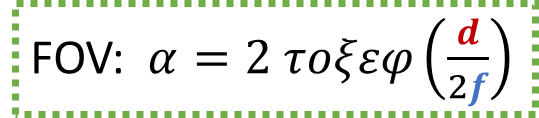 FOV: α = 2 τοξεφ (d/2f)